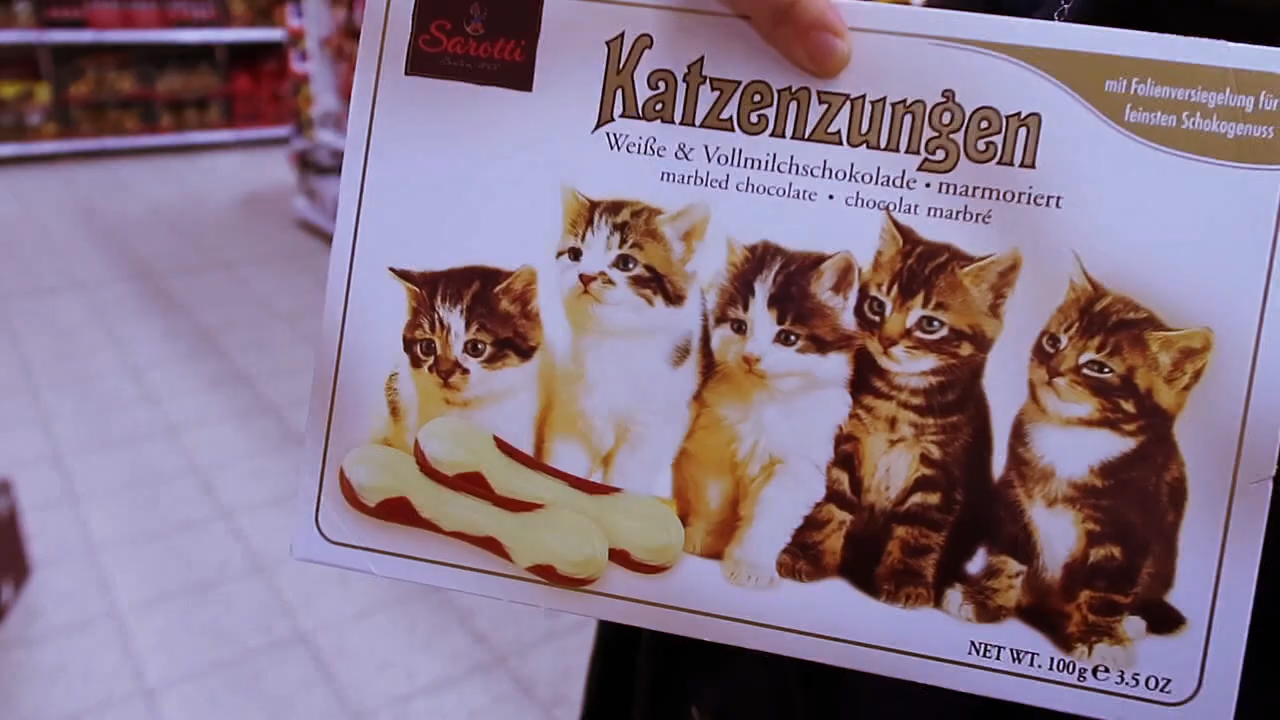 Sarotti
Katzenzungen
mit Folienversiegelung für
feinsten Schokogenuss
Weiße & Vollmilchschokolade • marmoriert
marbled chocolate • chocolat marbré
NET WT. 100g e 3.5 OZ